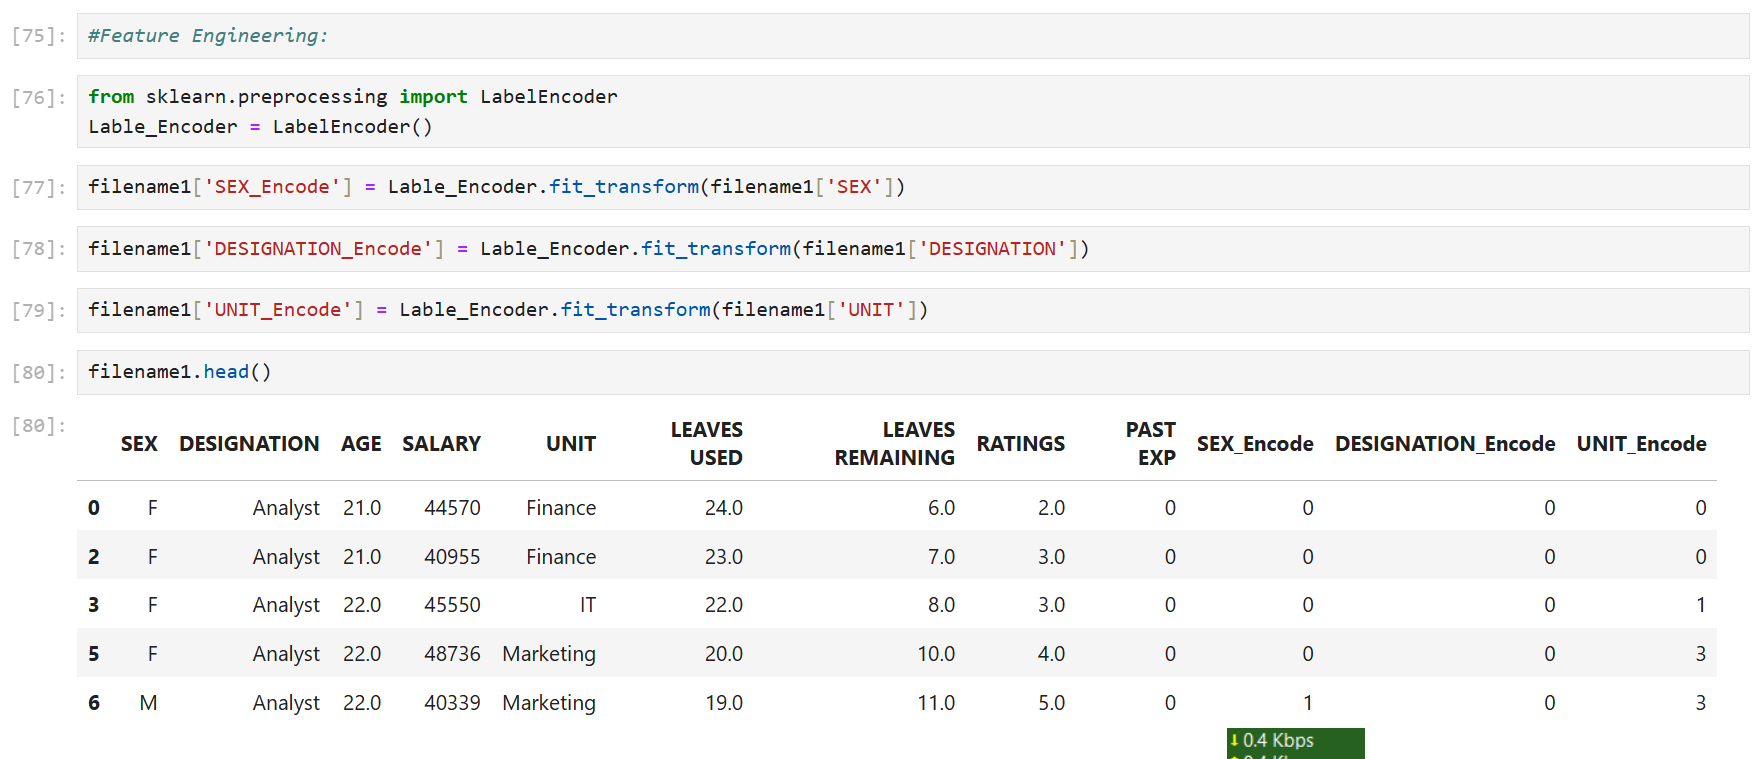 [75]: #Feature Engineering:
[76]: from sklearn.preprocessing import LabelEncoder
Lable_Encoder = LabelEncoder()
[77]: filename1['SEX_Encode'] = Lable_Encoder.fit_transform(filename1['SEX'])
[78]: filename1['DESIGNATION_Encode'] = Lable_Encoder.fit_transform(filename1['DESIGNATION'])
[79]: filename1['UNIT_Encode'] = Lable_Encoder.fit_transform(filename1['UNIT'])
[80]: filename1.head()
[80]:
SEX DESIGNATION AGE SALARY UNIT LEAVES USED LEAVES REMAINING RATINGS PAST EXP SEX_Encode DESIGNATION_Encode UNIT_Encode
0 F Analyst 21.0 44570 Finance 24.0 6.0 2.0 0 0 0 0
2 F Analyst 21.0 40955 Finance 23.0 7.0 3.0 0 0 0 0
3 F Analyst 22.0 45550 IT 22.0 8.0 3.0 0 0 0 1
5 F Analyst 22.0 48736 Marketing 20.0 10.0 4.0 0 0 0 3
6 M Analyst 22.0 40339 Marketing 19.0 11.0 5.0 0 1 0 3
↓ 0.4 Kbps